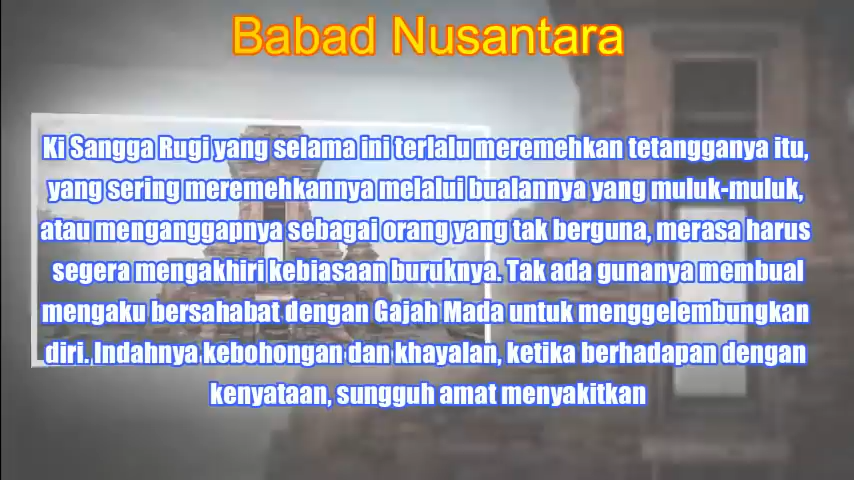 Babad Nusantara
Ki Sangga Rugi yang selama ini terlalu meremehkan tetangganya itu,
yang sering meremehkannya melalui bualannya yang muluk-muluk,
atau menganggapnya sebagai orang yang tak berguna, merasa harus
segera mengakhiri kebiasaan buruknya. Tak ada gunanya membual
mengaku bersahabat dengan Gajah Mada untuk menggelembungkan
diri. Indahnya kebohongan dan khayalan, ketika berhadapan dengan
kenyataan, sungguh amat menyakitkan